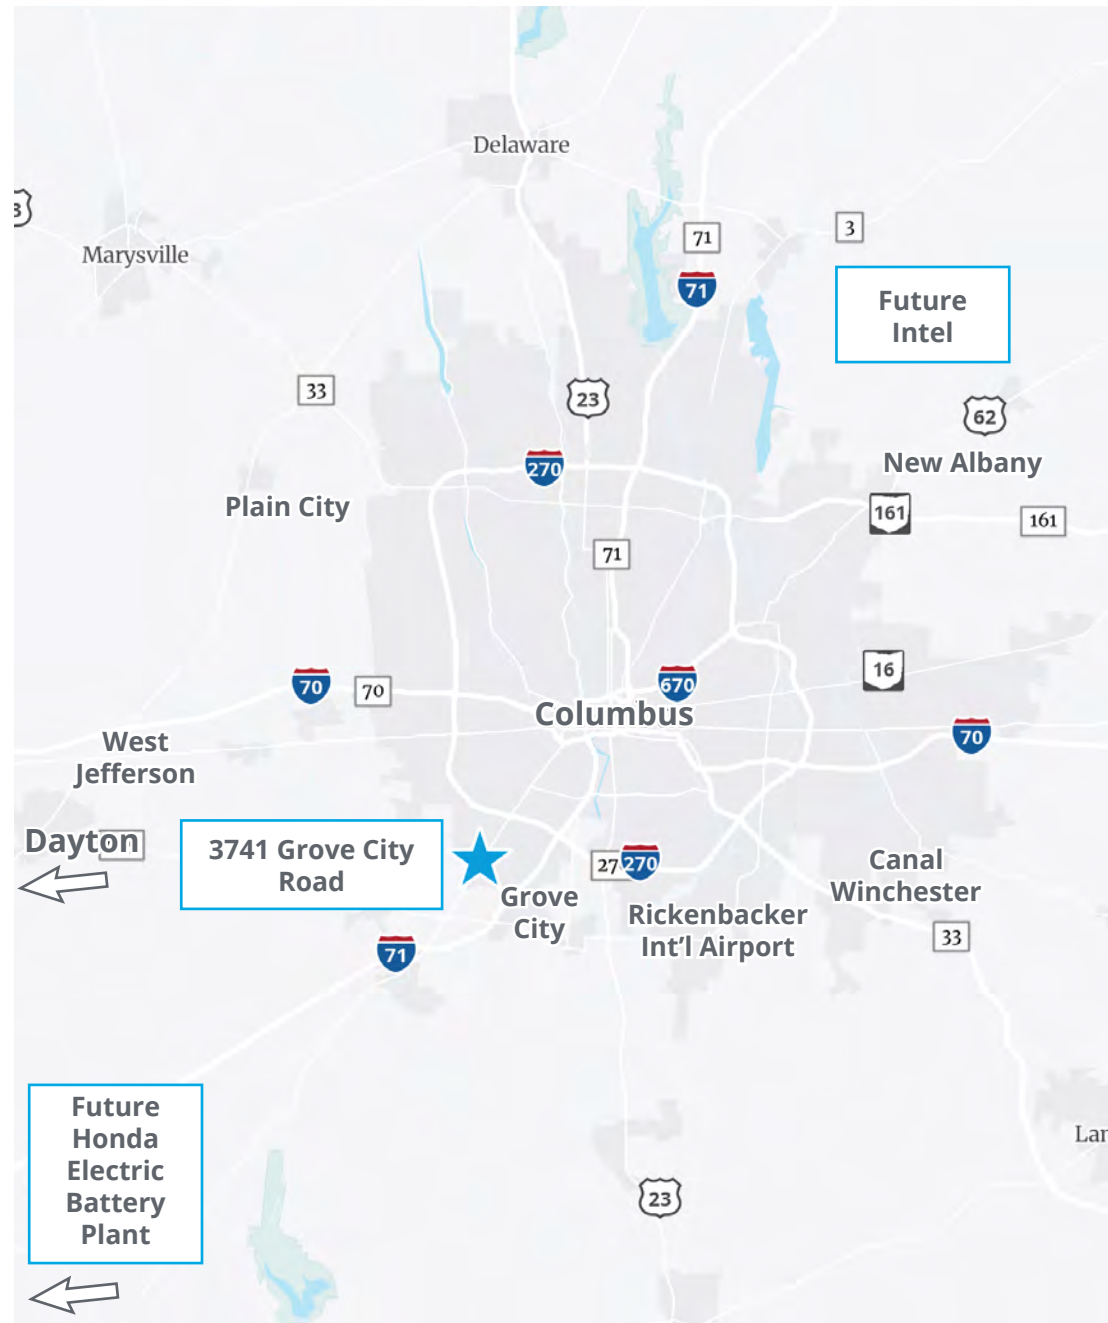 Delaware
3
Marysville
71
3
71
Future
Intel
33
23
62
New Albany
270
Plain City
161
161
71
70
70
670
16
Columbus
70
West
Jefferson
Dayton
3741 Grove City
Road
27
270
Canal
Winchester
Grove
City
Rickenbacker
Int'l Airport
33
71
Future
Honda
Electric
Battery
Plant
Lan
23